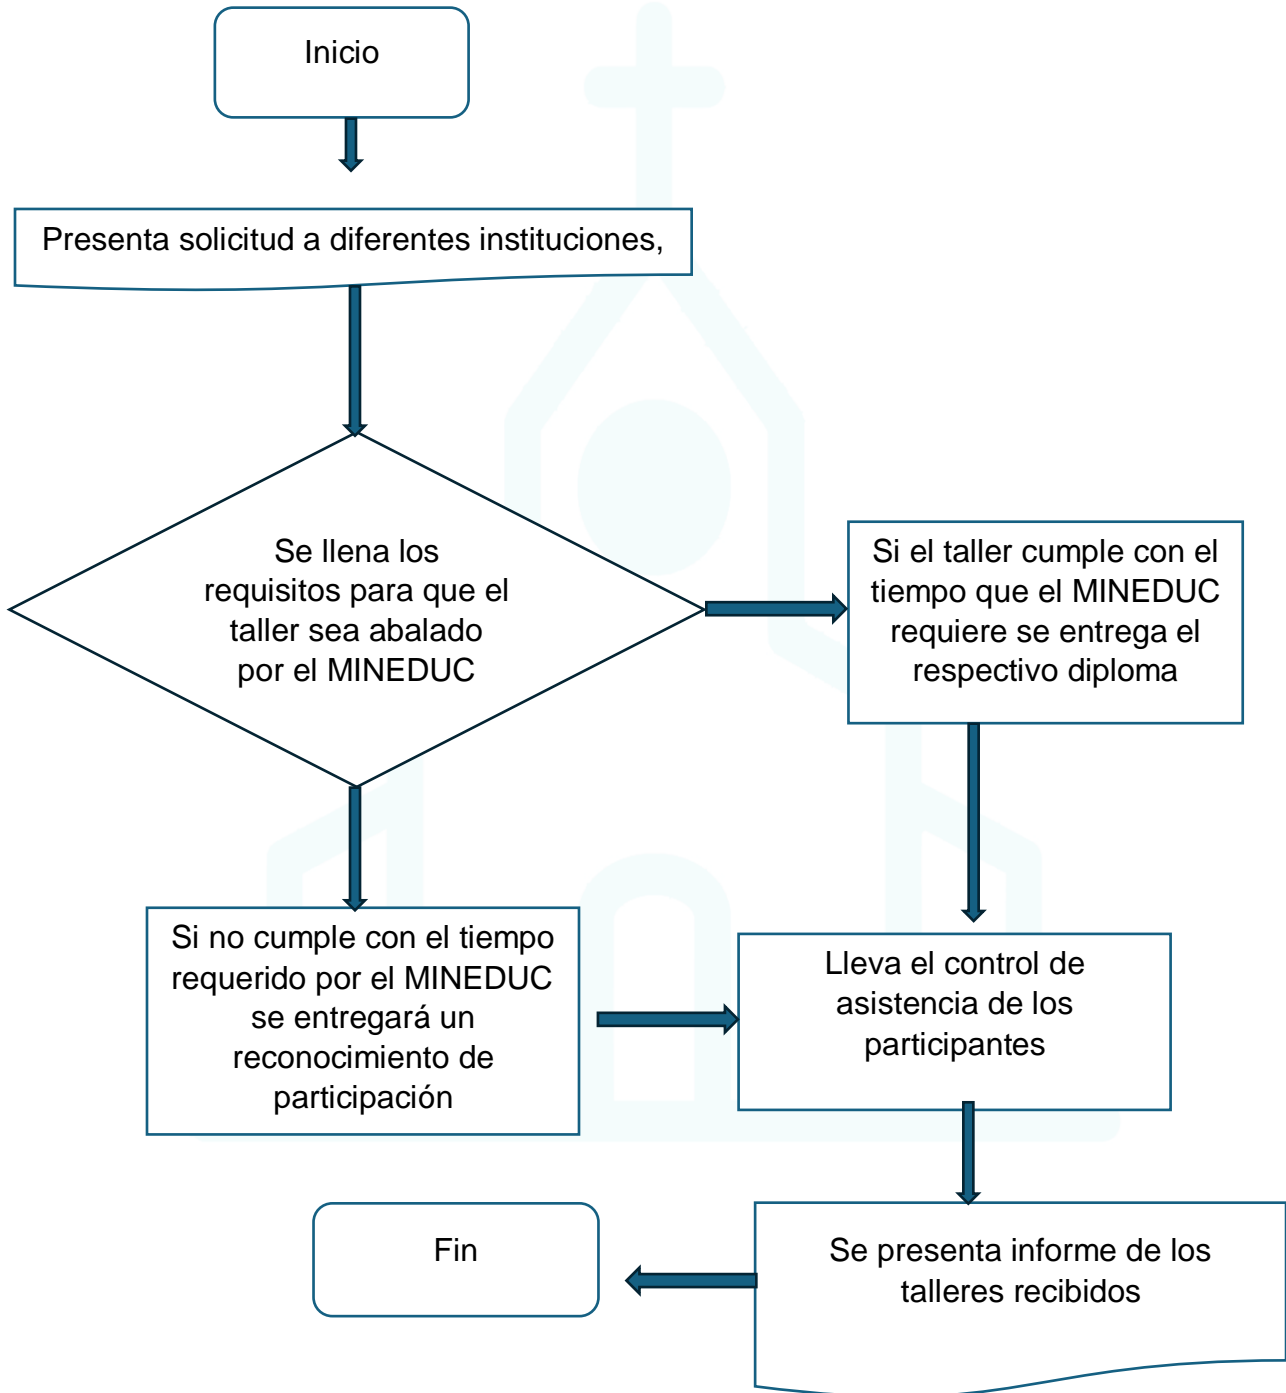 Inicio
Presenta solicitud a diferentes instituciones,
Se llena los
requisitos para que el
taller sea abalado
por el MINEDUC
Si el taller cumple con el
tiempo que el MINEDUC
requiere se entrega el
respectivo diploma
Si no cumple con el tiempo
requerido por el MINEDUC
se entregará un
reconocimiento de
participación
Lleva el control de
asistencia de los
participantes
Se presenta informe de los
talleres recibidos
Fin